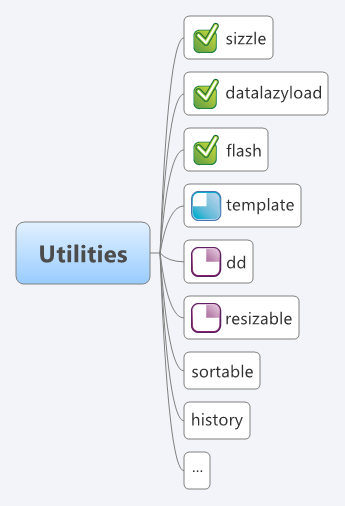 sizzle
datalazyload
flash
template
Utilities
dd
resizable
sortable
history
...